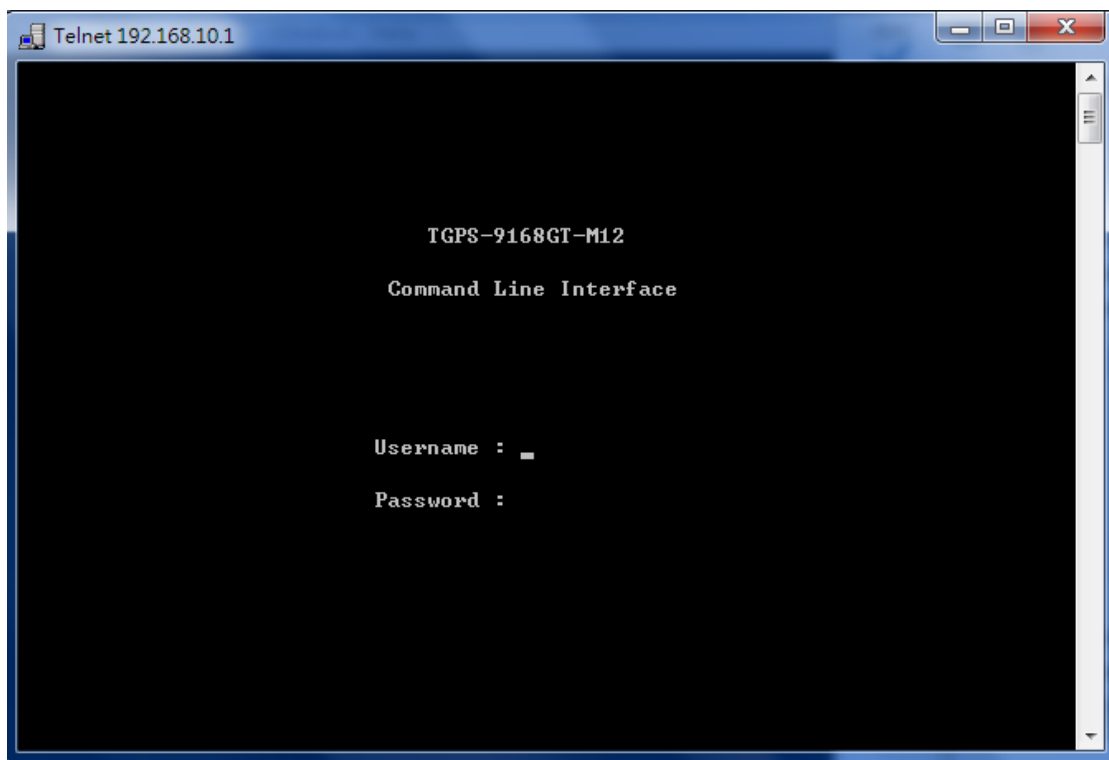 Telnet 192.168.10.1
TGPS-9168GT-M12
Command Line Interface
Username : _
Password :